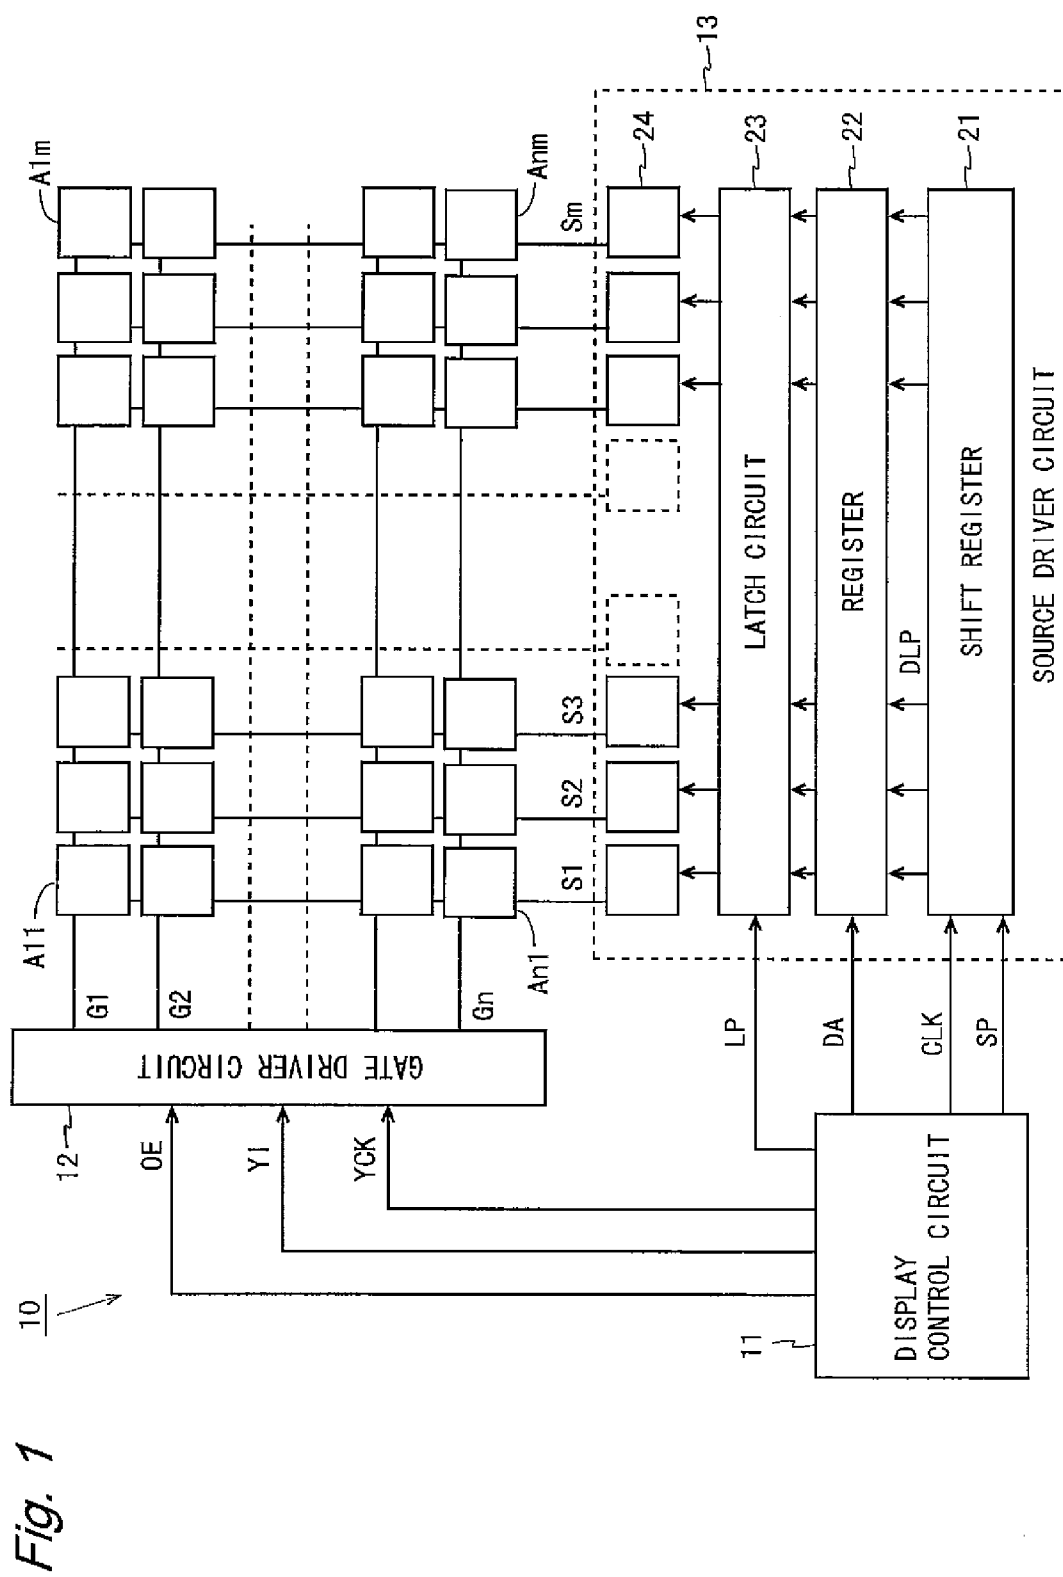 Fig. 1
10
A11
A1m
G1
G2
Gn
An1
Anm
12
GATE DRIVER CIRCUIT
OE
YI
YCK
S1
S2
S3
Sm
13
24
LP
LATCH CIRCUIT
23
DA
REGISTER
22
DLP
CLK
SP
SHIFT REGISTER
21
SOURCE DRIVER CIRCUIT
11
DISPLAY
CONTROL CIRCUIT